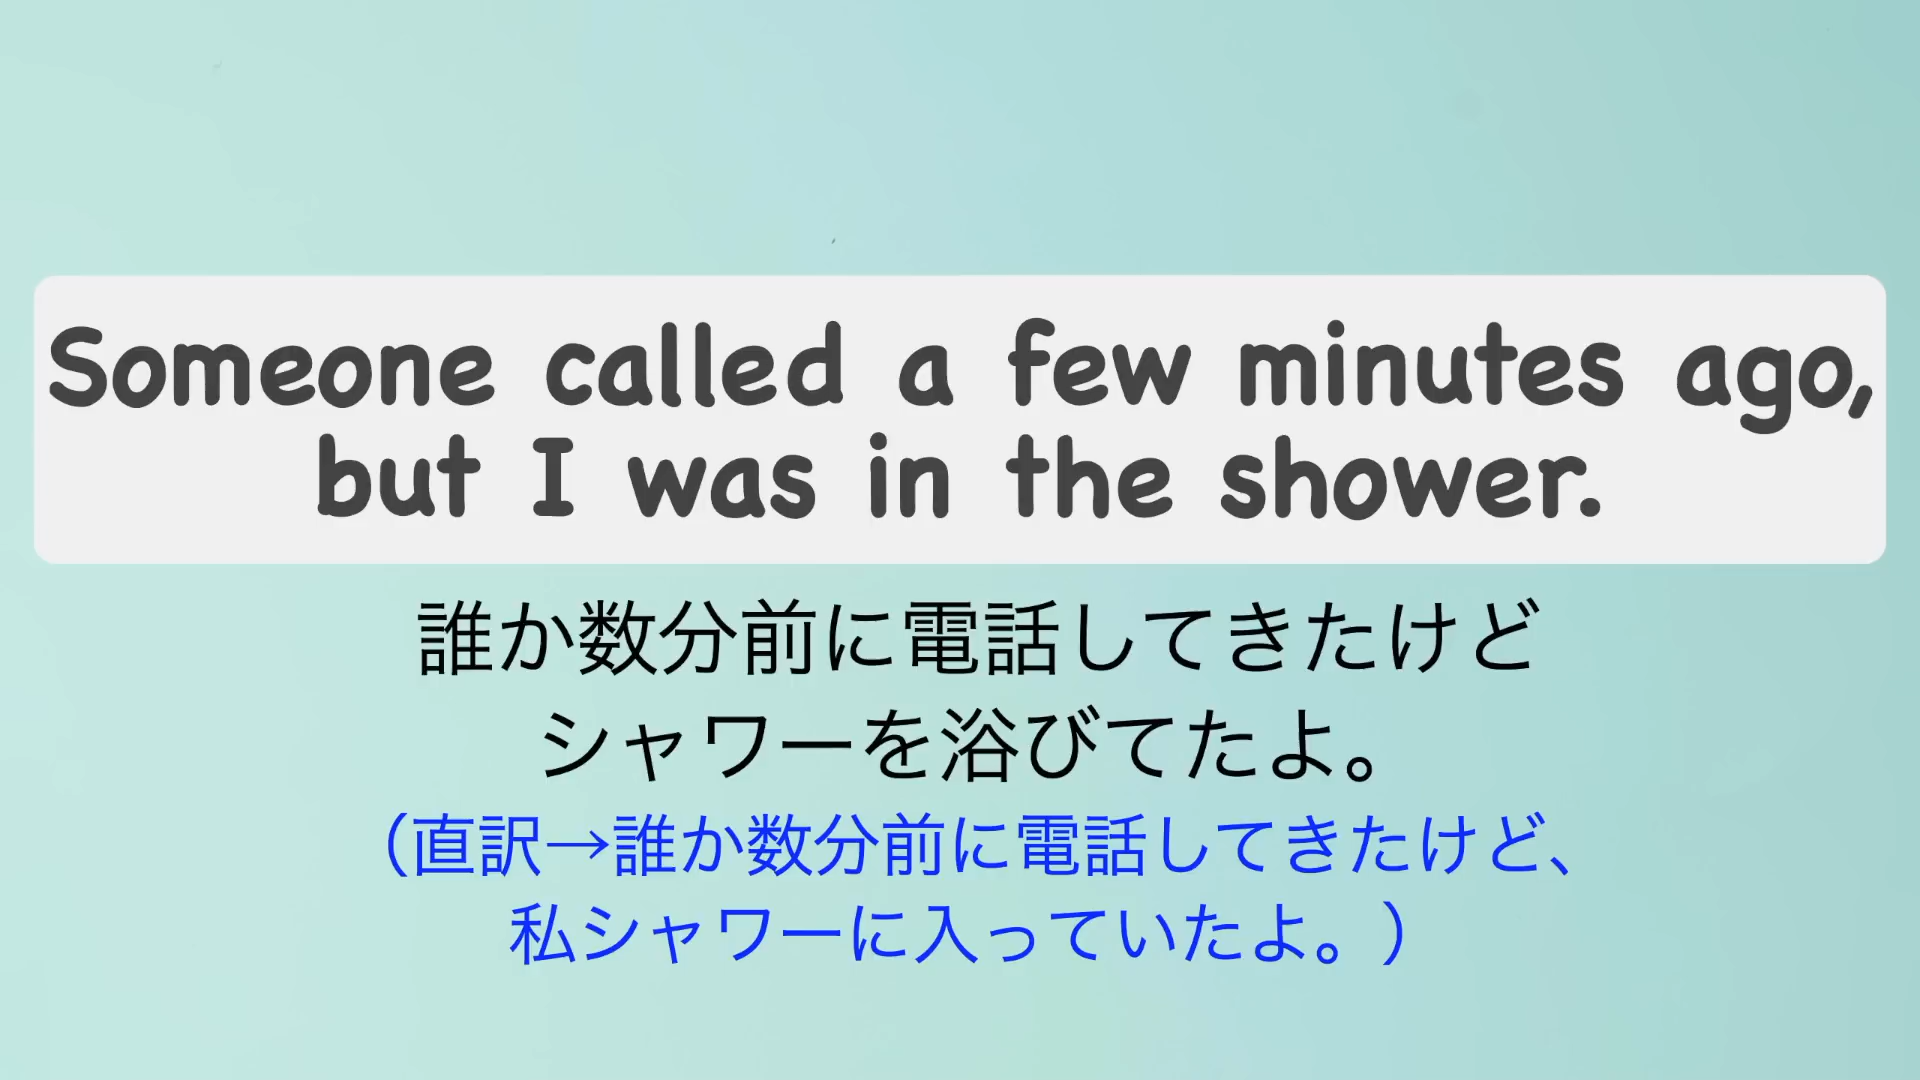 Someone called a few minutes ago,
but I was in the shower.
誰か数分前に電話してきたけど
シャワーを浴びてたよ。
（直訳→誰か数分前に電話してきたけど、
私シャワーに入っていたよ。）